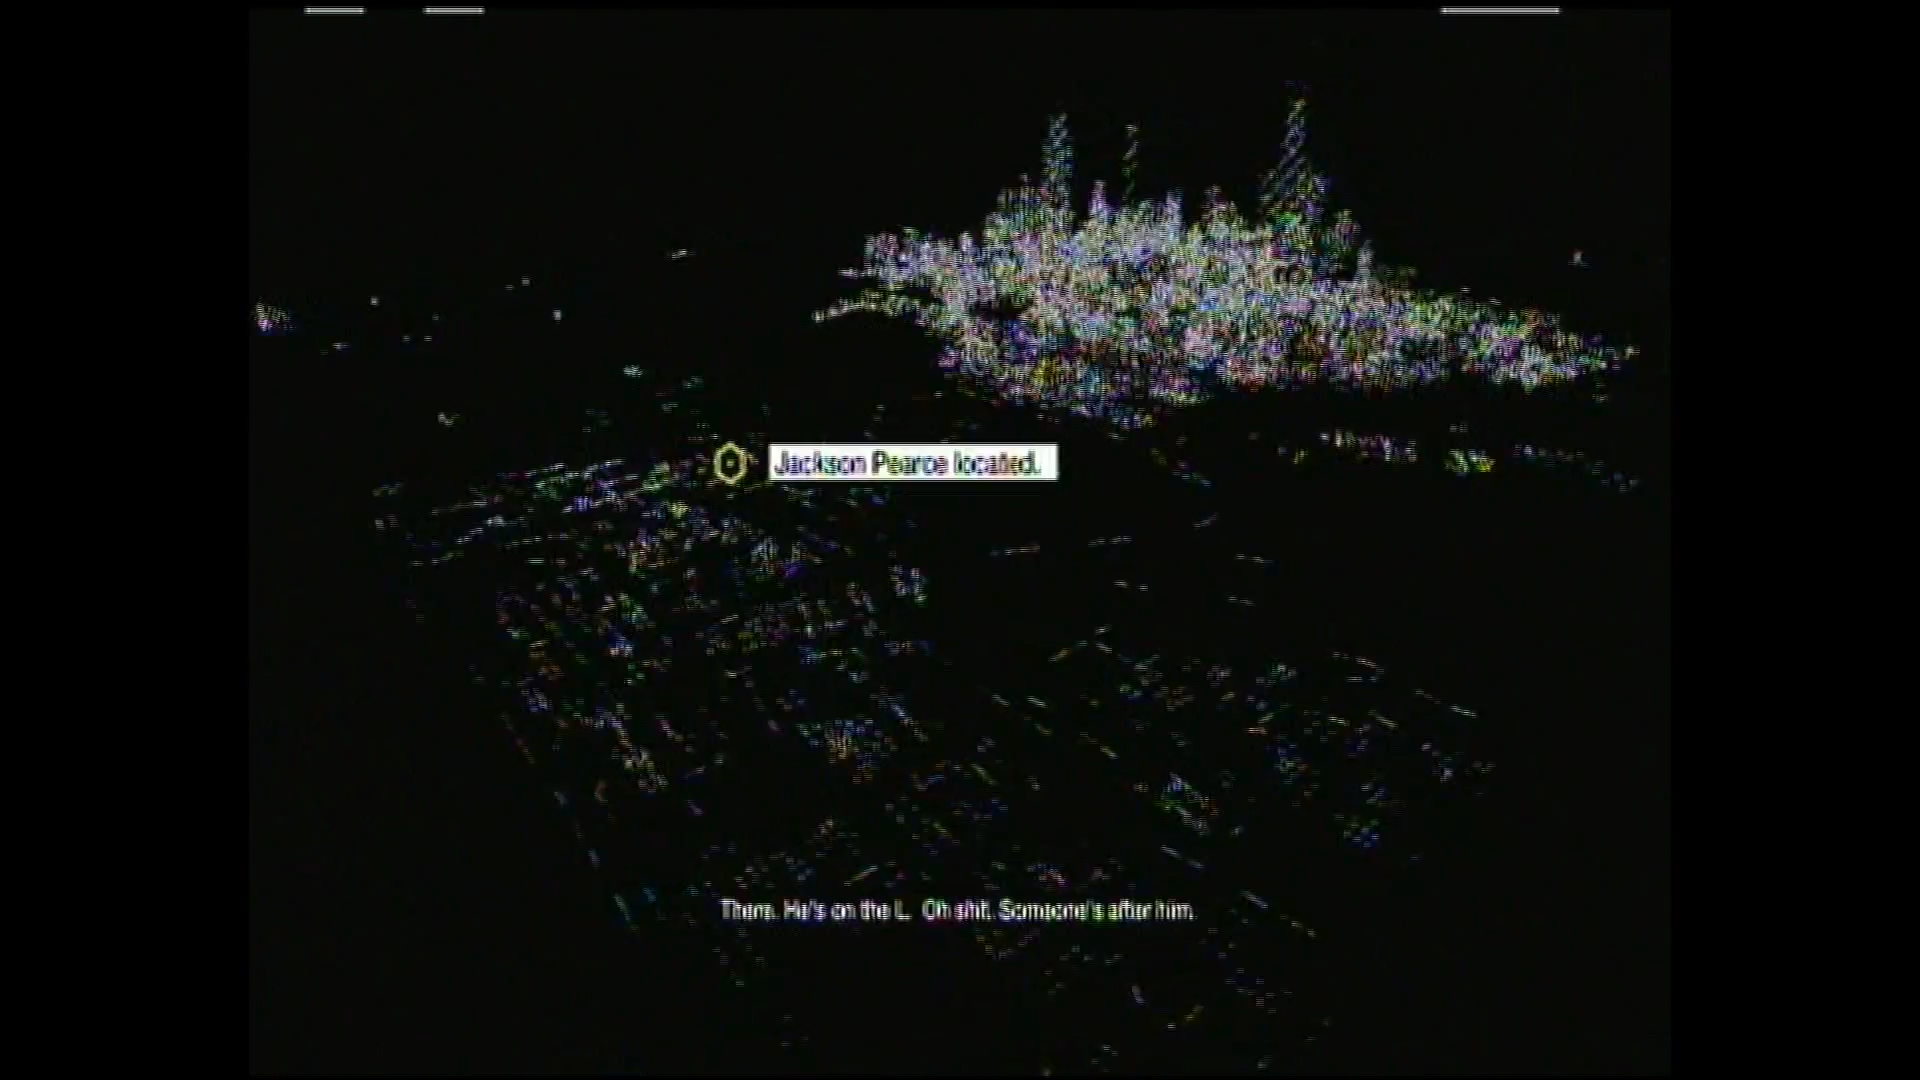 Jackson Pearce located.
There. He's on the L. Oh shit. Someone's after him.